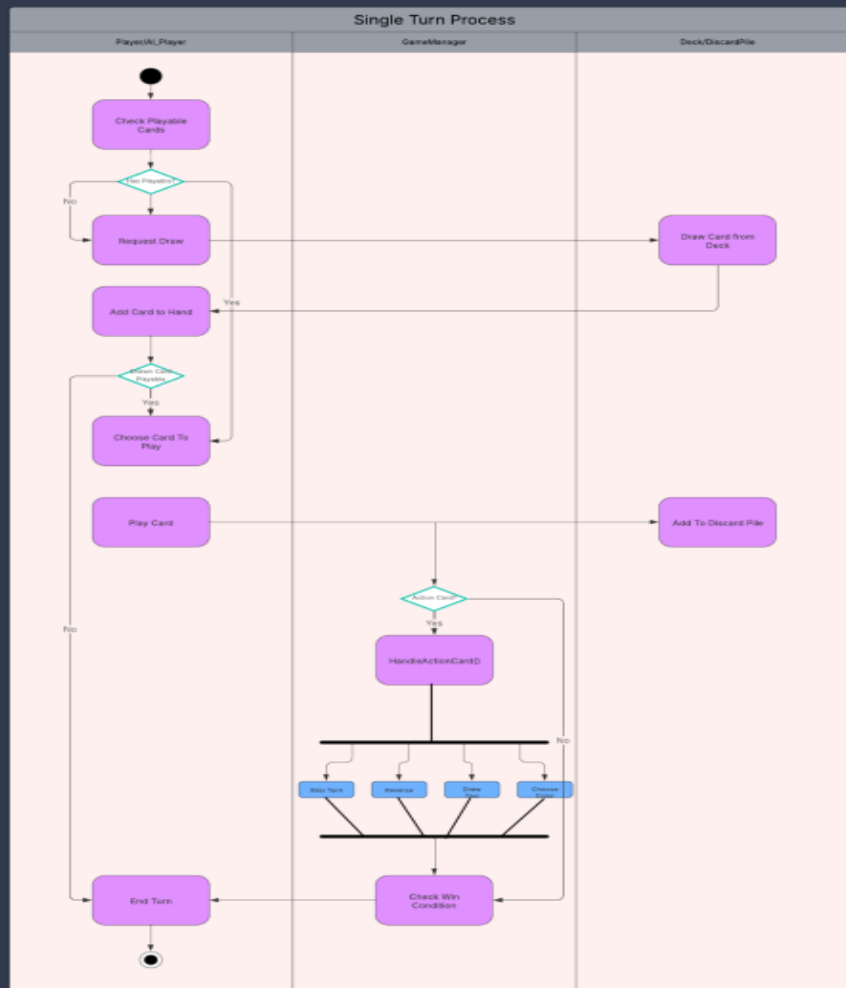 Single Turn Process
Player/AI_Player
GameManager
Deck/DiscardPile
Check Playable
Cards
Has Playable?
No
Request Draw
Draw Card from
Deck
Yes
Add Card to Hand
Drawn Card
Playable
Yes
Choose Card To
Play
Play Card
Add To Discard Pile
Action Card?
Yes
No
HandleActionCard()
No
Skip Turn
Reverse
Draw
Choose
Color
End Turn
Check Win
Condition